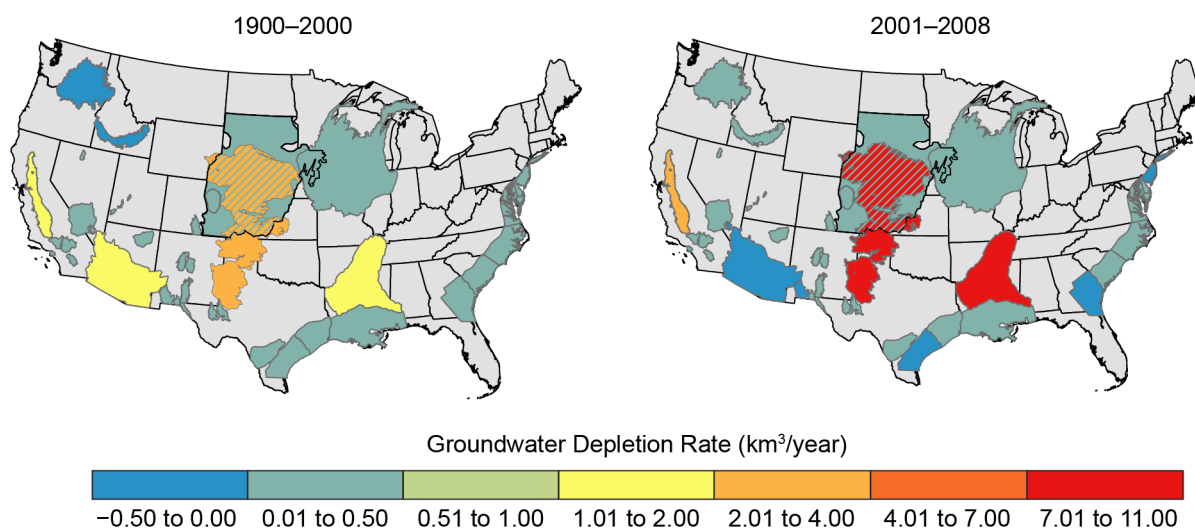 1900–2000
2001–2008
Groundwater Depletion Rate (km³/year)
−0.50 to 0.00
0.01 to 0.50
0.51 to 1.00
1.01 to 2.00
2.01 to 4.00
4.01 to 7.00
7.01 to 11.00